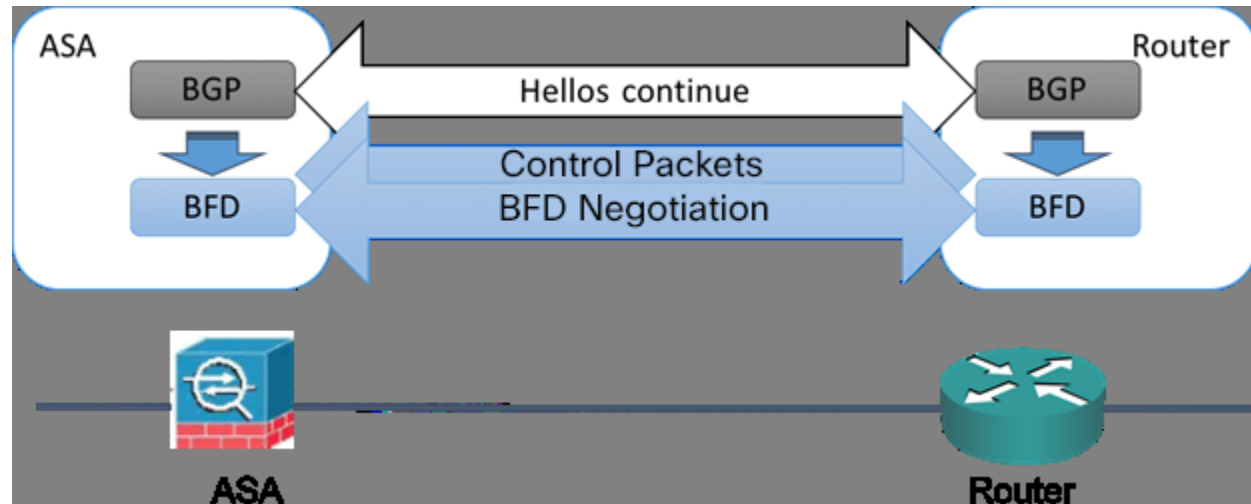 ASA
Router
BGP
Hellos continue
BGP
Control Packets
BFD
BFD Negotiation
BFD
ASA
Router